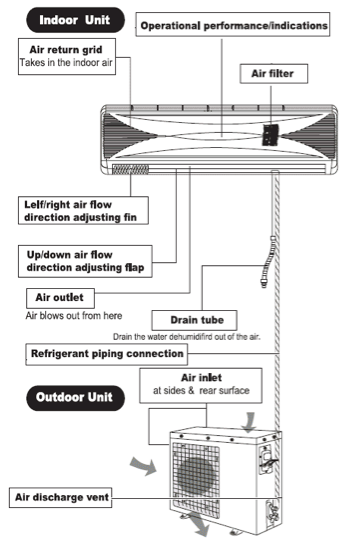 Indoor Unit
Operational performance/indications
Air return grid
Takes in the indoor air
Air filter
Lelf/right air flow
direction adjusting fin
Up/down air flow
direction adjusting flap
Air outlet
Air blows out from here
Drain tube
Drain the water dehumidifird out of the air.
Refrigerant piping connection
Air inlet
at sides & rear surface
Outdoor Unit
Air discharge vent